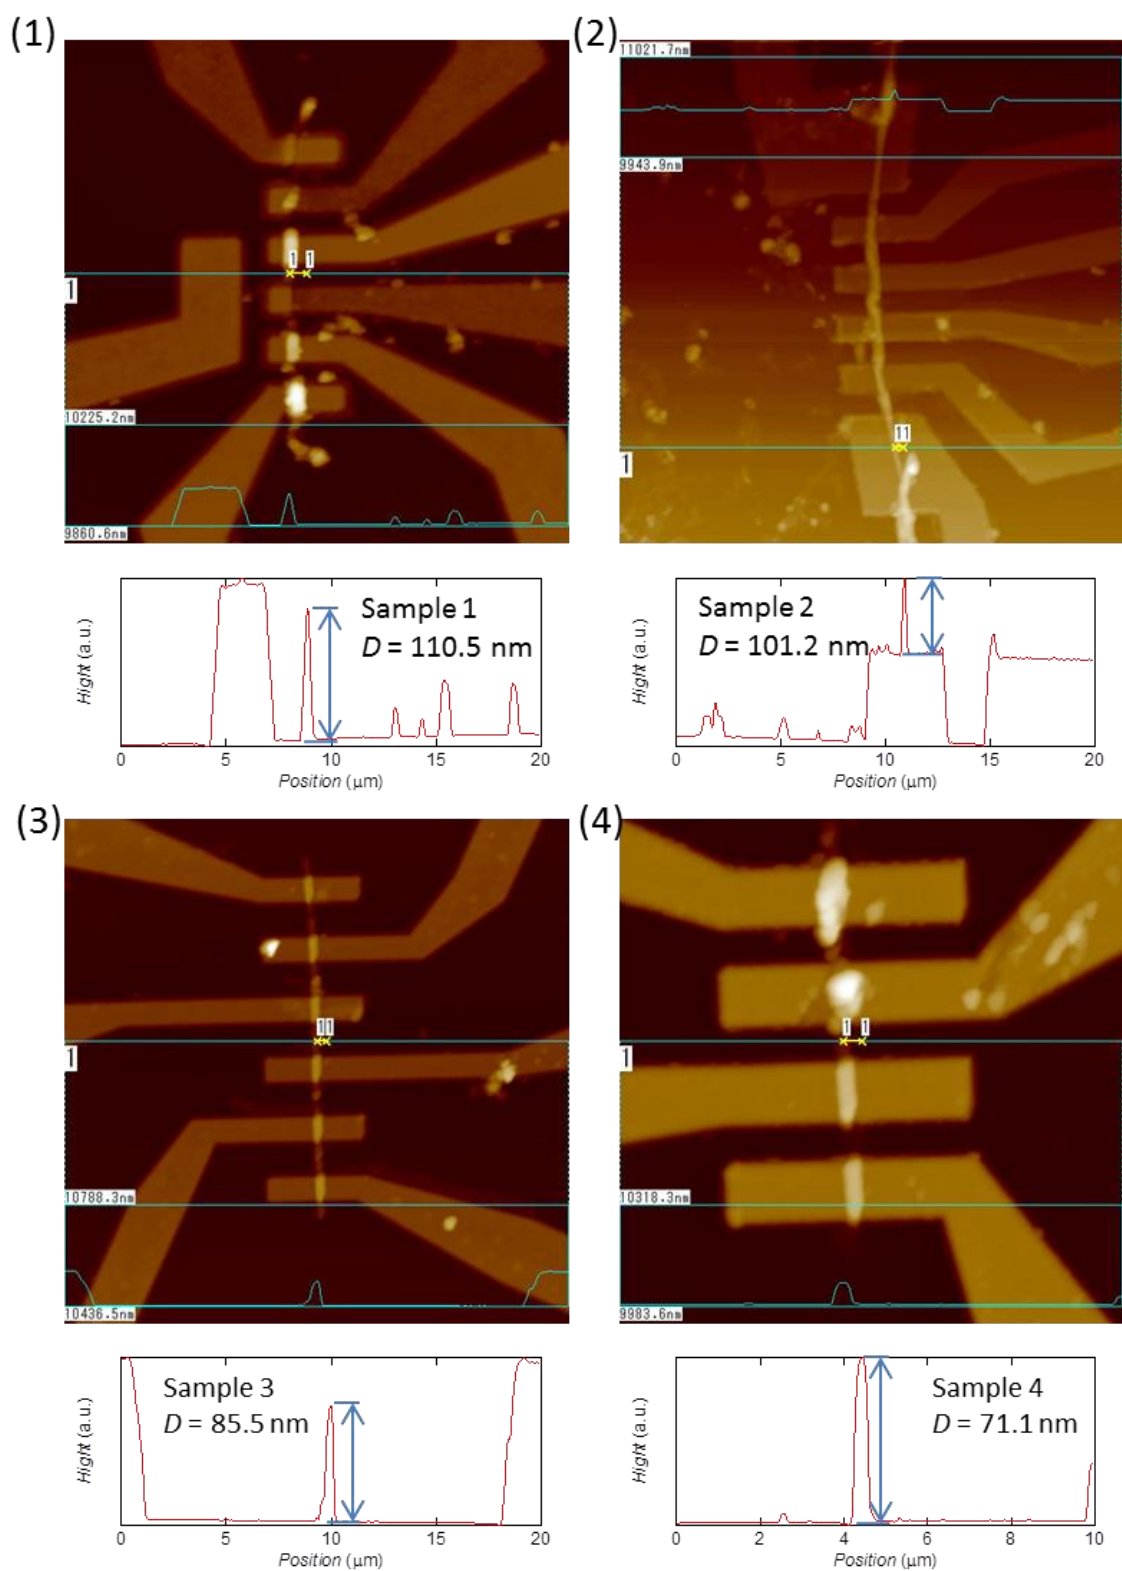 (1)
1 1
1
10225.2nm
9860.6nm
Hight (a.u.)
Sample 1
D = 110.5 nm
0 5 10 15 20
Position (μm)
(2)
11021.7nm
9943.9nm
11
1
Hight (a.u.)
Sample 2
D = 101.2 nm
0 5 10 15 20
Position (μm)
(3)
11
1
10788.3nm
10436.5nm
Hight (a.u.)
Sample 3
D = 85.5 nm
0 5 10 15 20
Position (μm)
(4)
1 1
1
10318.3nm
9983.6nm
Hight (a.u.)
Sample 4
D = 71.1 nm
0 2 4 6 8 10
Position (μm)